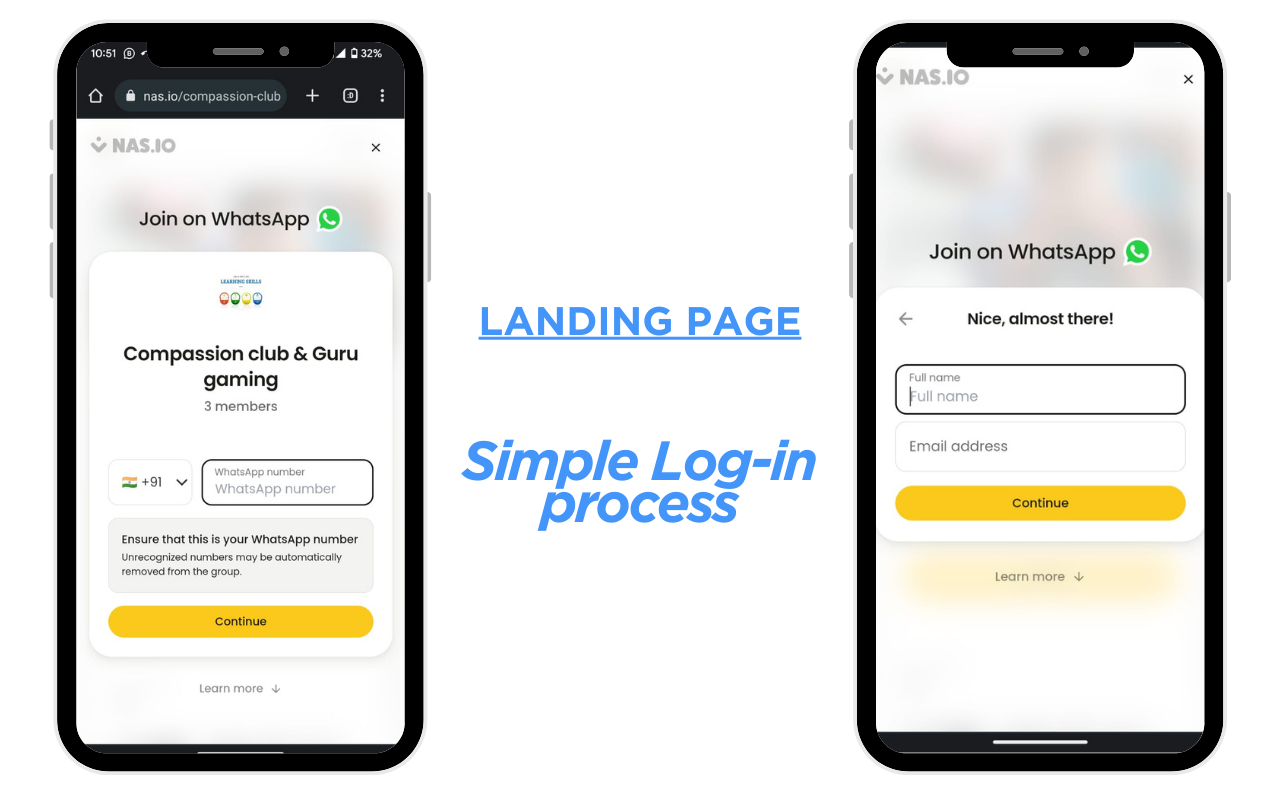 10:51
32%
nas.io/compassion-club
NAS.IO
Join on WhatsApp
LEARNING SKILLS
Compassion club & Guru
gaming
3 members
+91
WhatsApp number
WhatsApp number
Ensure that this is your WhatsApp number
Unrecognized numbers may be automatically
removed from the group.
Continue
Learn more ↓
LANDING PAGE
Simple Log-in
process
NAS.IO
Join on WhatsApp
Nice, almost there!
Full name
Full name
Email address
Continue
Learn more ↓